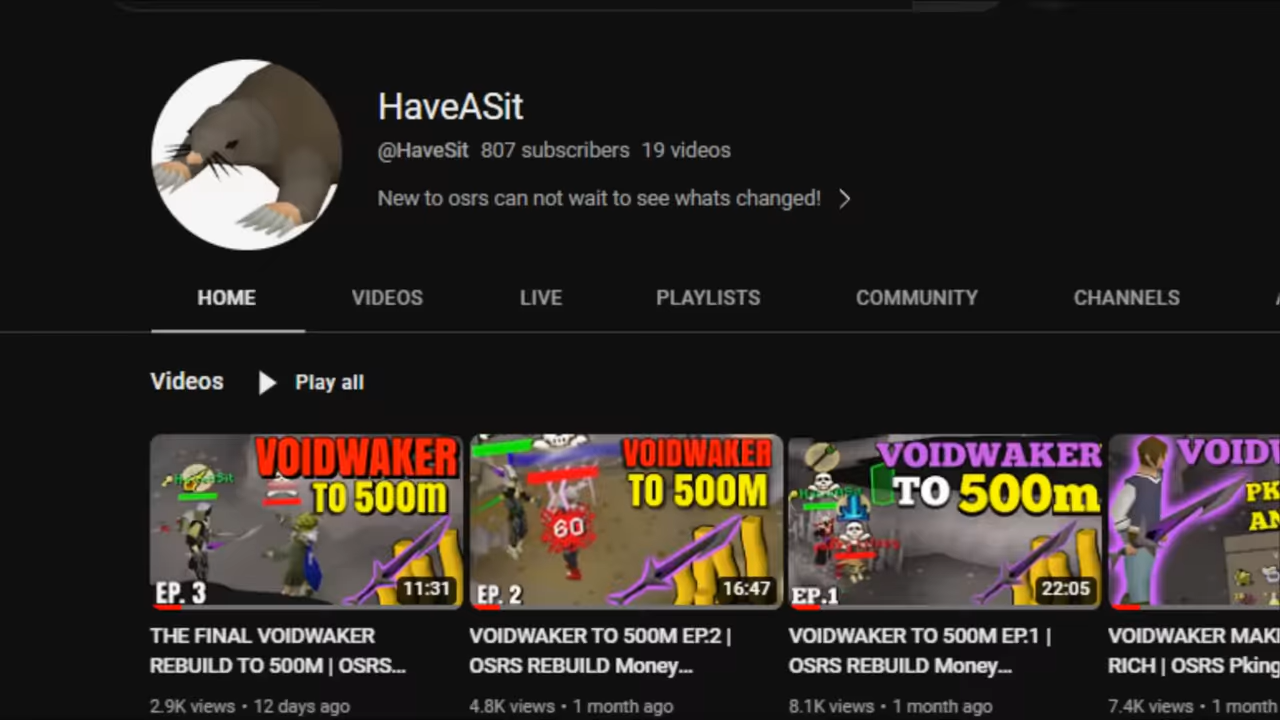 HaveASit
@HaveSit 807 subscribers 19 videos
New to osrs can not wait to see whats changed!
HOME VIDEOS LIVE PLAYLISTS COMMUNITY CHANNELS
Videos Play all
VOIDWAKER
TO 500m
EP. 3
11:31
VOIDWAKER
TO 500M
60
EP. 2
16:47
VOIDWAKER
TO 500m
EP.1
22:05
THE FINAL VOIDWAKER
REBUILD TO 500M | OSRS...
2.9K views • 12 days ago
VOIDWAKER TO 500M EP.2 |
OSRS REBUILD Money...
4.8K views • 1 month ago
VOIDWAKER TO 500M EP.1 |
OSRS REBUILD Money...
8.1K views • 1 month ago
VOIDWAKER MAK
RICH | OSRS Pking
7.4K views • 1 month